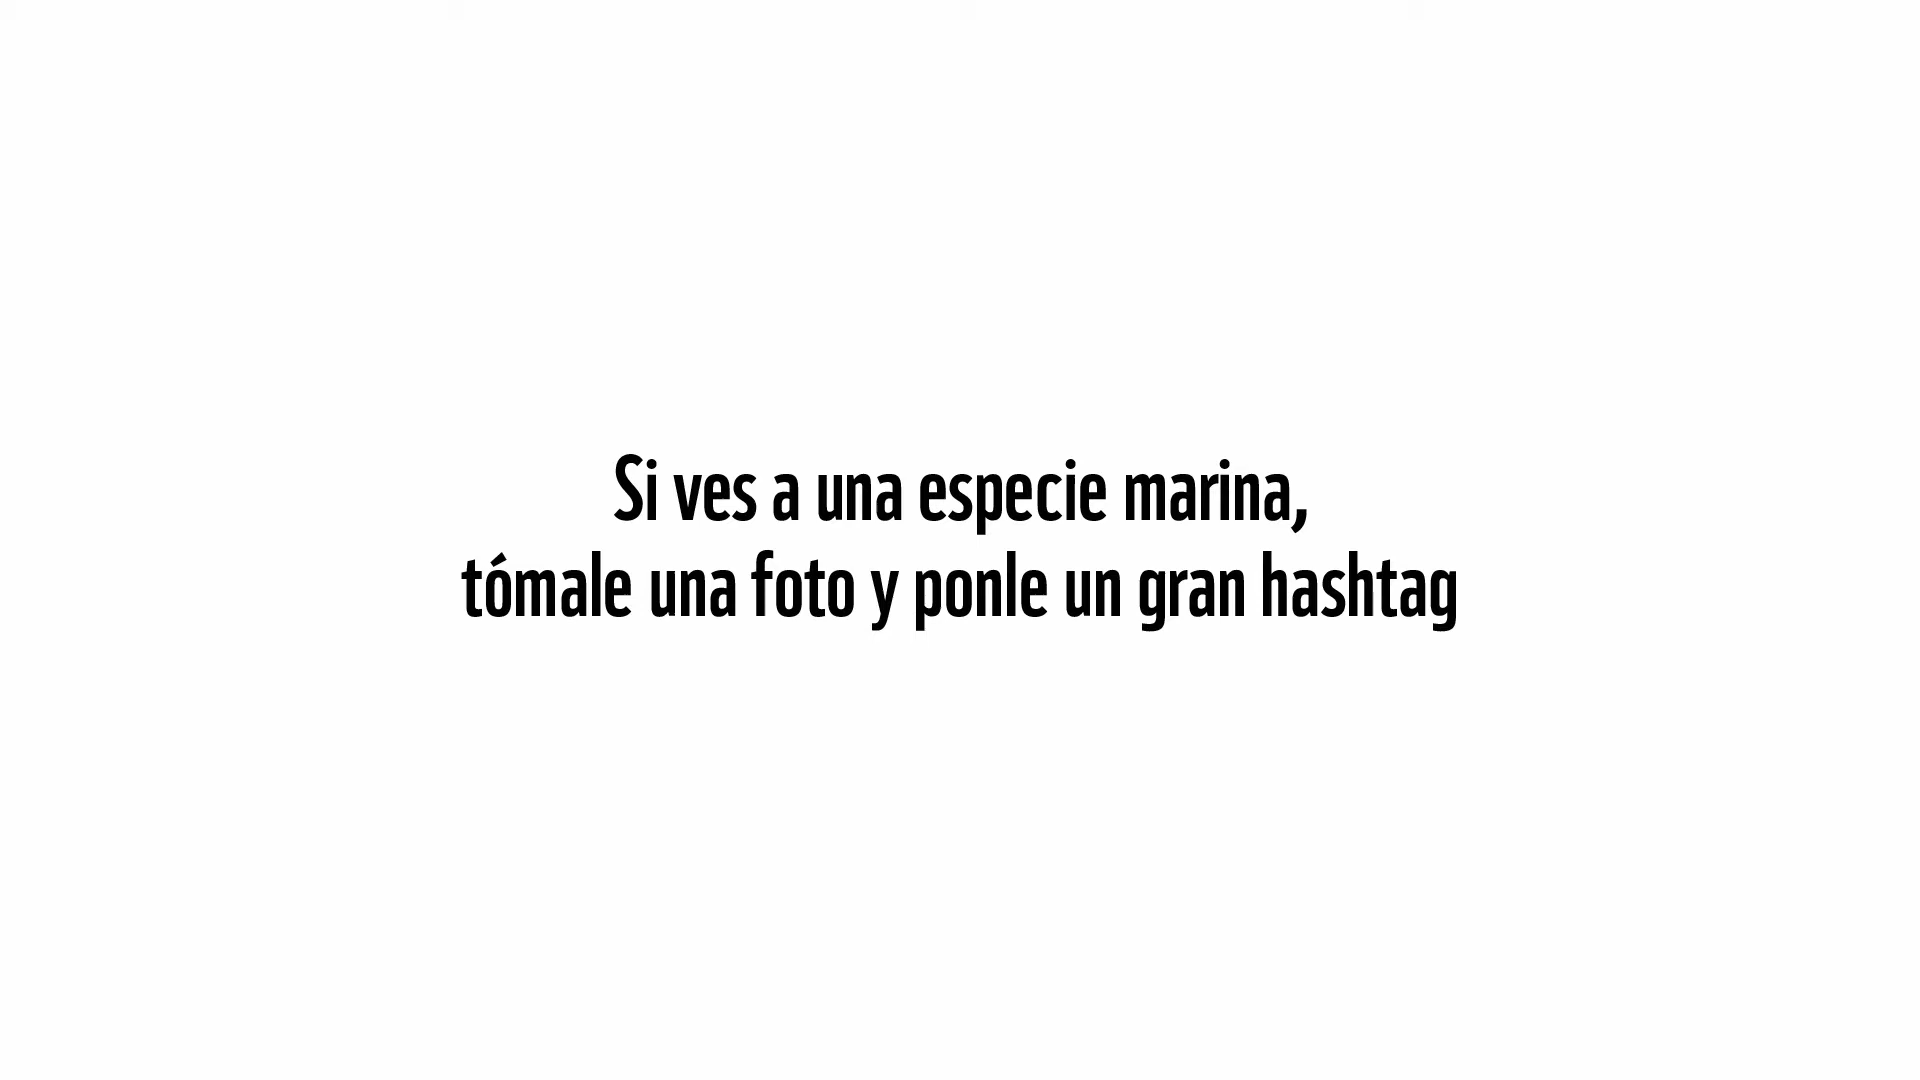 Si ves a una especie marina,
tómale una foto y ponle un gran hashtag